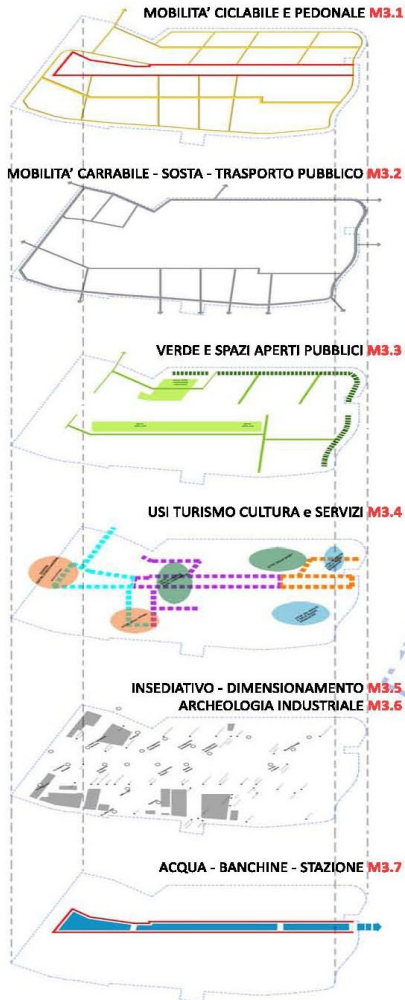 MOBILITA' CICLABILE E PEDONALE M3.1
MOBILITA' CARRABILE - SOSTA - TRASPORTO PUBBLICO M3.2
VERDE E SPAZI APERTI PUBBLICI M3.3
USI TURISMO CULTURA e SERVIZI M3.4
INSEDIATIVO - DIMENSIONAMENTO M3.5
ARCHEOLOGIA INDUSTRIALE M3.6
ACQUA - BANCHINE - STAZIONE M3.7